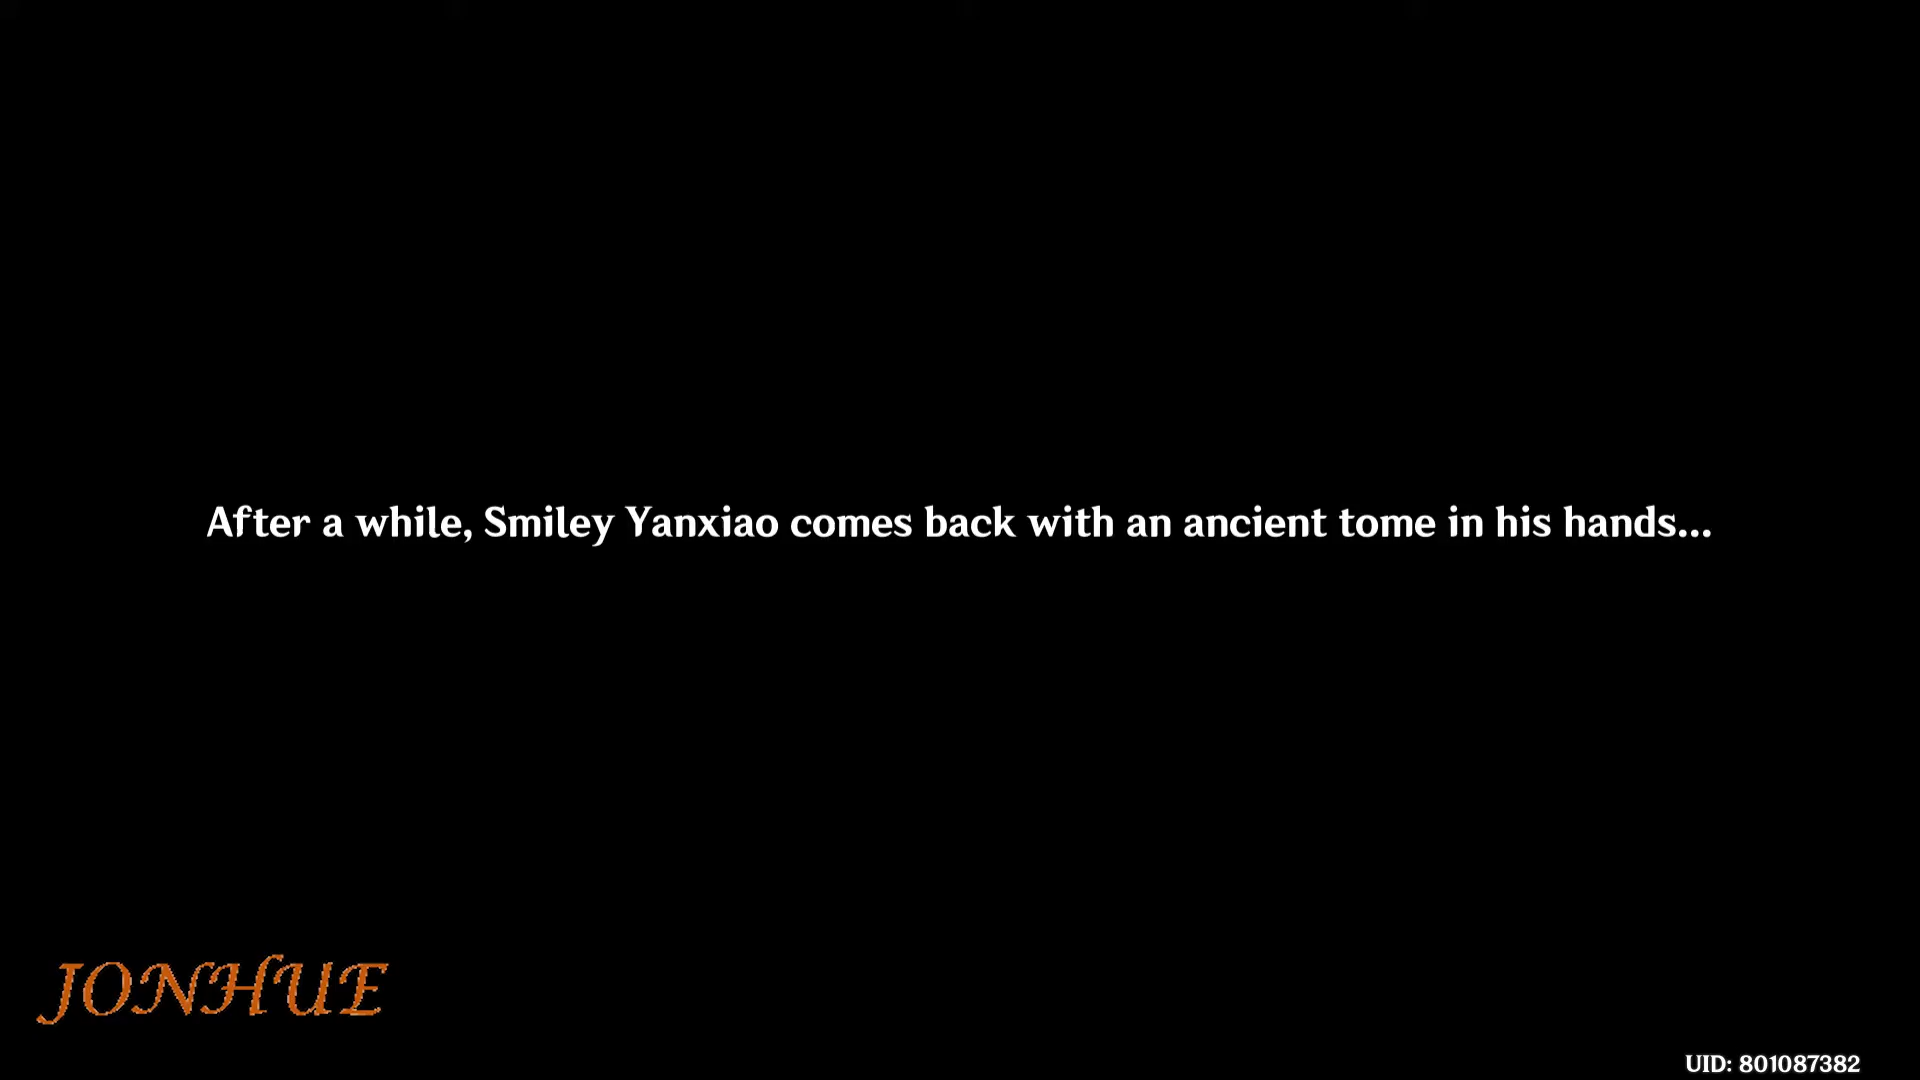 After a while, Smiley Yanxiao comes back with an ancient tome in his hands...
JONHUE
UID: 801087382